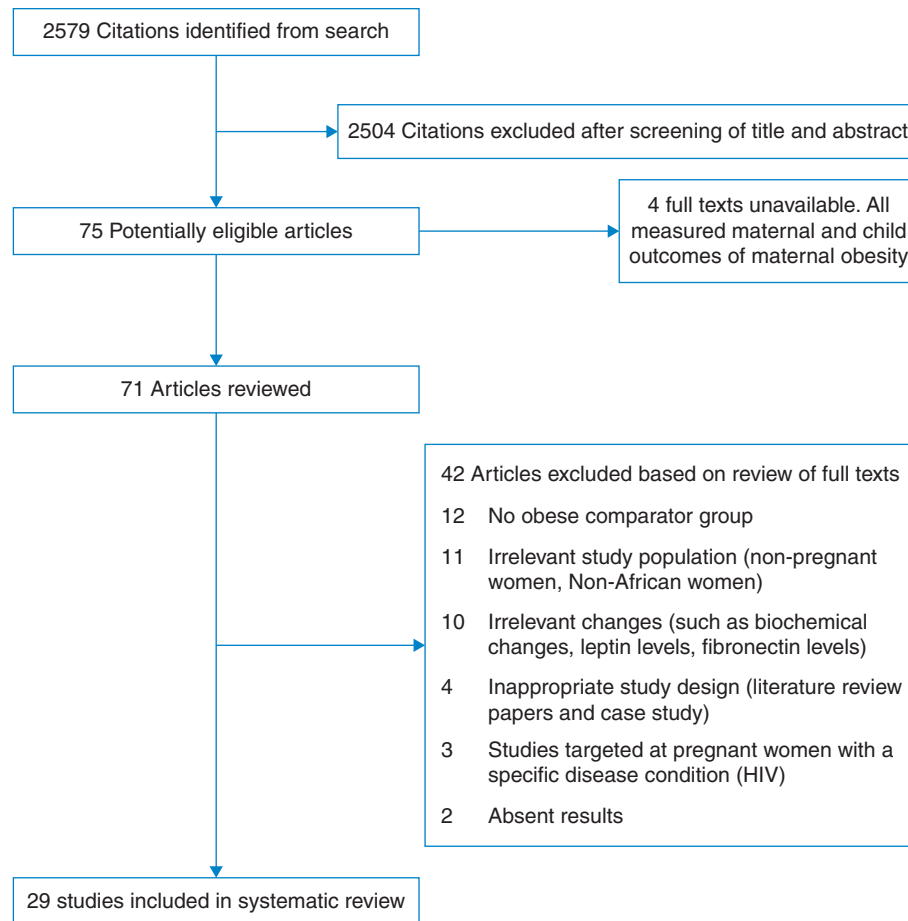 2579 Citations identified from search
2504 Citations excluded after screening of title and abstract
75 Potentially eligible articles
4 full texts unavailable. All
measured maternal and child
outcomes of maternal obesity
71 Articles reviewed
42 Articles excluded based on review of full texts
12 No obese comparator group
11 Irrelevant study population (non-pregnant
women, Non-African women)
10 Irrelevant changes (such as biochemical
changes, leptin levels, fibronectin levels)
4 Inappropriate study design (literature review
papers and case study)
3 Studies targeted at pregnant women with a
specific disease condition (HIV)
2 Absent results
29 studies included in systematic review